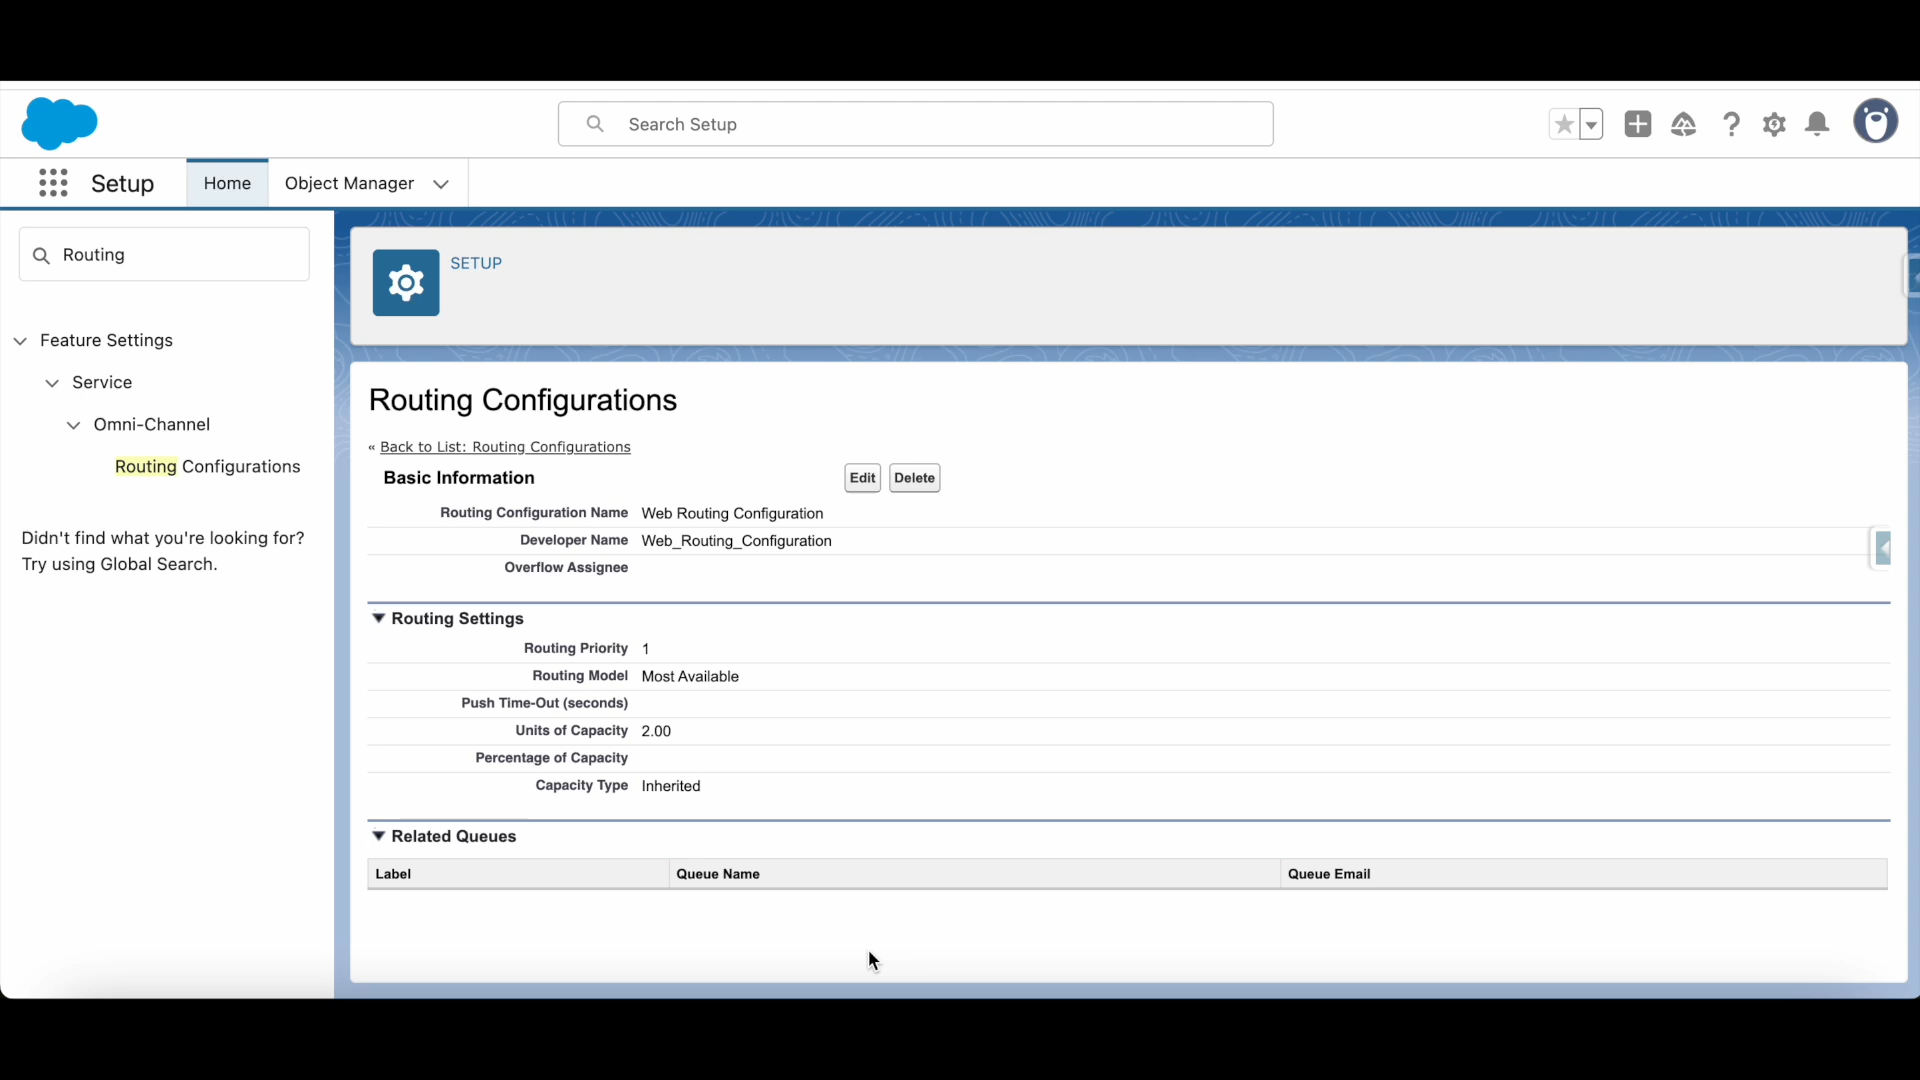 Search Setup
Setup
Home
Object Manager
Routing
Feature Settings
Service
Omni-Channel
Routing Configurations
Didn't find what you're looking for?
Try using Global Search.
SETUP
Routing Configurations
« Back to List: Routing Configurations
Basic Information
Edit
Delete
Routing Configuration Name Web Routing Configuration
Developer Name Web_Routing_Configuration
Overflow Assignee
Routing Settings
Routing Priority 1
Routing Model Most Available
Push Time-Out (seconds)
Units of Capacity 2.00
Percentage of Capacity
Capacity Type Inherited
Related Queues
Label Queue Name Queue Email